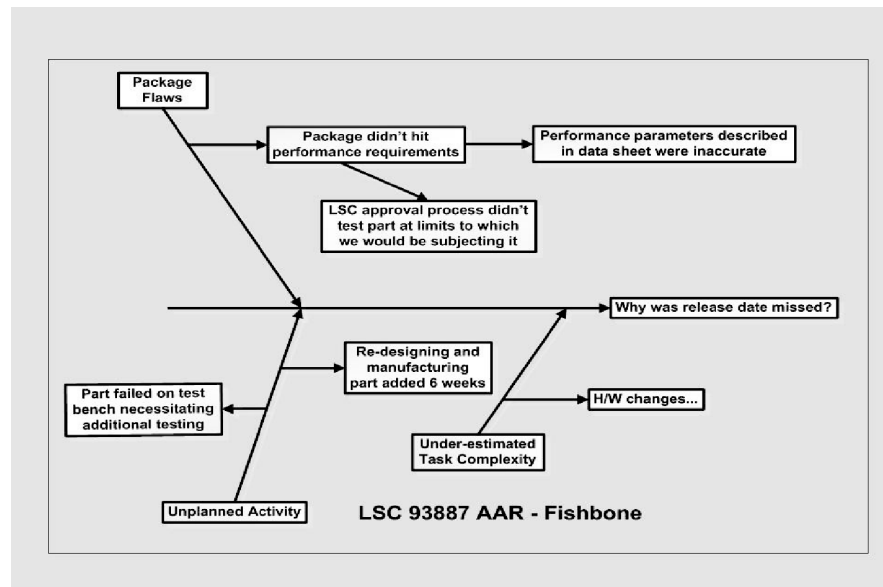 Package
Flaws
Package didn't hit
performance requirements
Performance parameters described
in data sheet were inaccurate
LSC approval process didn't
test part at limits to which
we would be subjecting it
Why was release date missed?
Re-designing and
manufacturing
part added 6 weeks
Part failed on test
bench necessitating
additional testing
H/W changes...
Under-estimated
Task Complexity
Unplanned Activity
LSC 93887 AAR - Fishbone